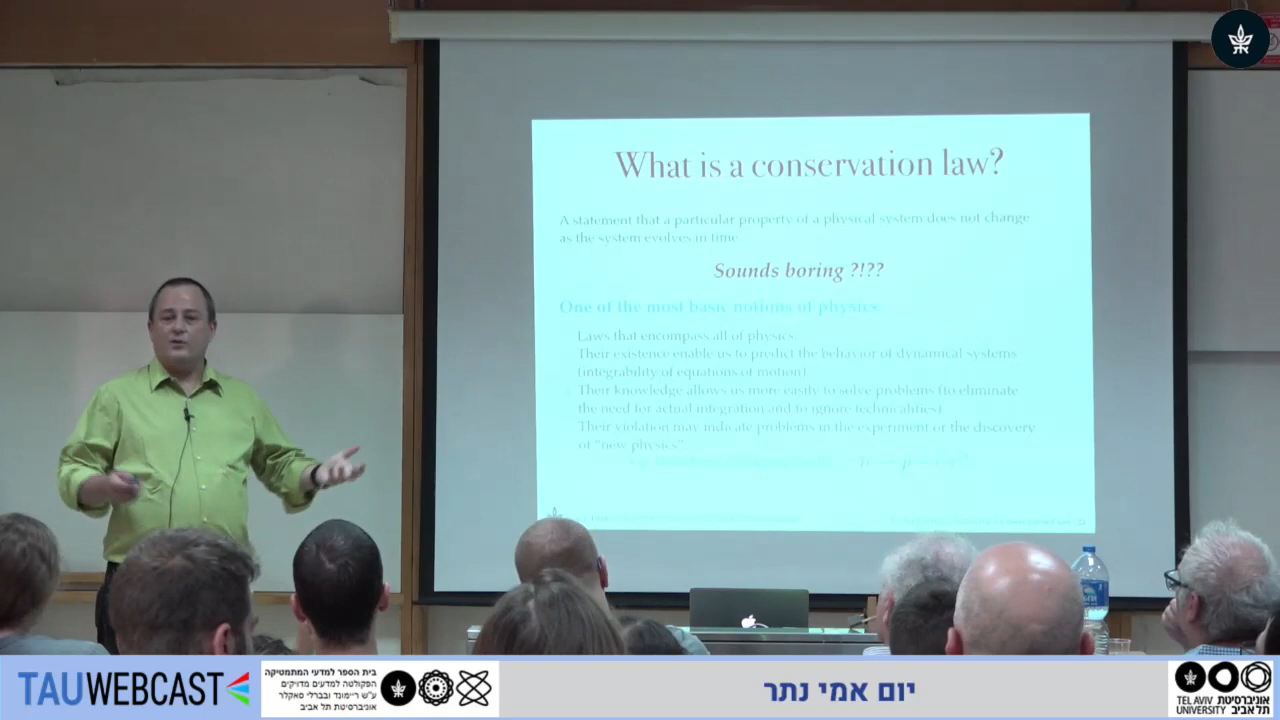 What is a conservation law?
A statement that a particular property of a physical system does not change
as the system evolves in time
Sounds boring ?!??
One of the most basic notions of physics:
Laws that encompass all of physics.
Their existence enable us to predict the behavior of dynamical systems
(integrability of equations of motion)
Their knowledge allows us more easily to solve problems (to eliminate
the need for actual integration and to ignore technicalities)
Their violation may indicate problems in the experiment or the discovery
of "new physics"
TAUWEBCAST
בית הספר למדעי המתמטיקה
הפקולטה למדעים מדויקים
ע"ש ריימונד ובברלי סאקלר
אוניברסיטת תל אביב
יום אמי נתר
TEL AVIV אוניברסיטת
UNIVERSITY תל אביב